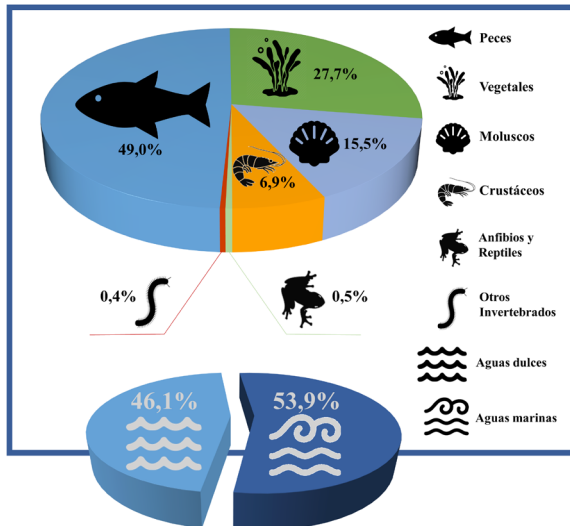 27,7%
49,0%
15,5%
6,9%
0,4%
0,5%
Peces
Vegetales
Moluscos
Crustáceos
Anfibios y
Reptiles
Otros
Invertebrados
Aguas dulces
Aguas marinas
46,1%
53,9%